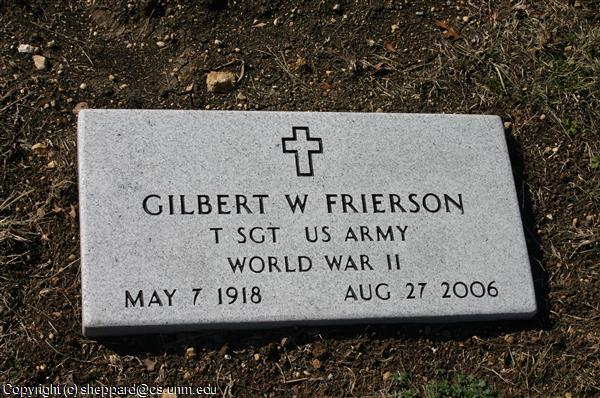 GILBERT W FRIERSON
T SGT US ARMY
WORLD WAR II
MAY 7 1918 AUG 27 2006
Copyright (c) sheppard@cs.unm.edu